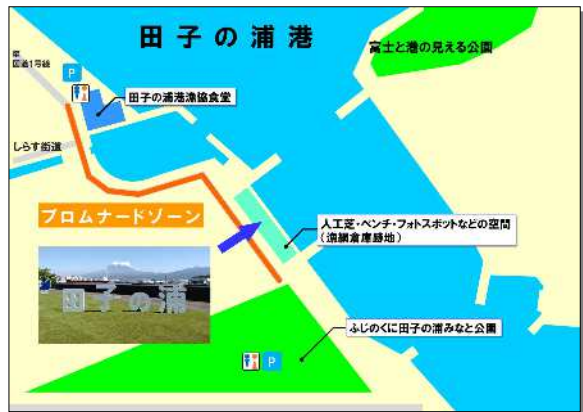 田子の浦港
富士と港の見える公園
至
国道1号線
P
田子の浦港漁協食堂
しらす街道
プロムナードゾーン
人工芝・ベンチ・フォトスポットなどの空間
(漁網倉庫跡地)
田子の浦
ふじのくに田子の浦みなと公園
P